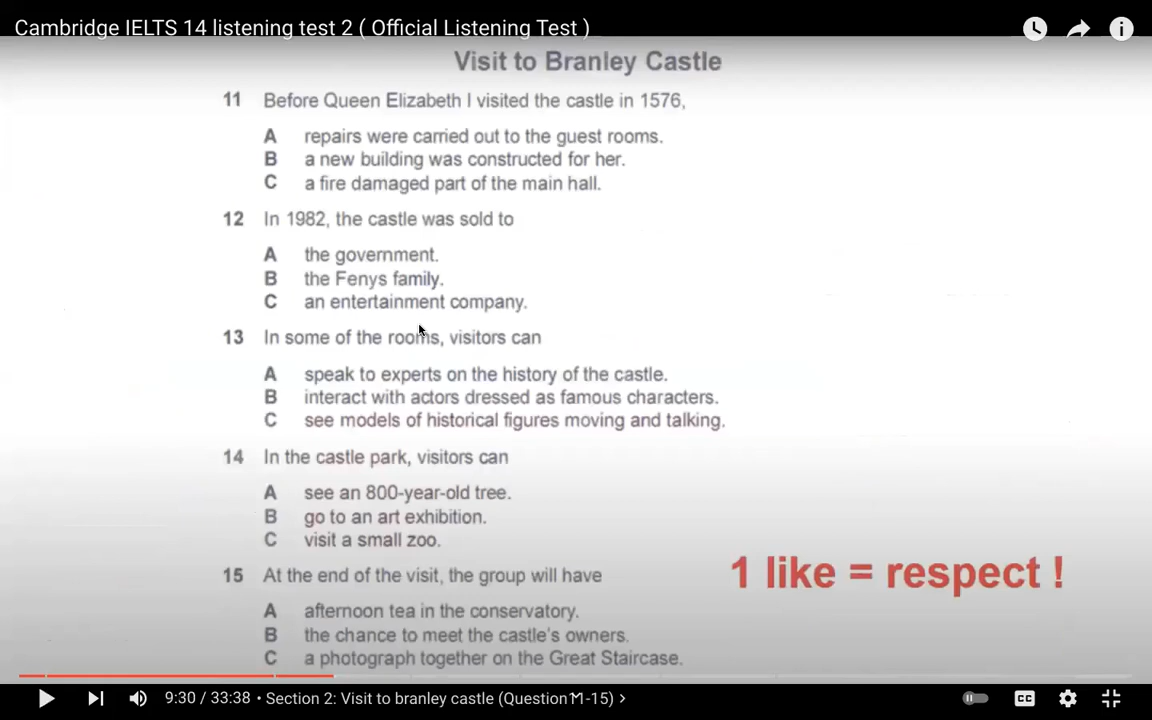 Cambridge IELTS 14 listening test 2 ( Official Listening Test )
Visit to Branley Castle
11 Before Queen Elizabeth I visited the castle in 1576,
A repairs were carried out to the guest rooms.
B a new building was constructed for her.
C a fire damaged part of the main hall.
12 In 1982, the castle was sold to
A the government.
B the Fenys family.
C an entertainment company.
13 In some of the rooms, visitors can
A speak to experts on the history of the castle.
B interact with actors dressed as famous characters.
C see models of historical figures moving and talking.
14 In the castle park, visitors can
A see an 800-year-old tree.
B go to an art exhibition.
C visit a small zoo.
1 like = respect !
15 At the end of the visit, the group will have
A afternoon tea in the conservatory.
B the chance to meet the castle's owners.
C a photograph together on the Great Staircase.
9:30 / 33:38 • Section 2: Visit to branley castle (Question11-15) >
CC